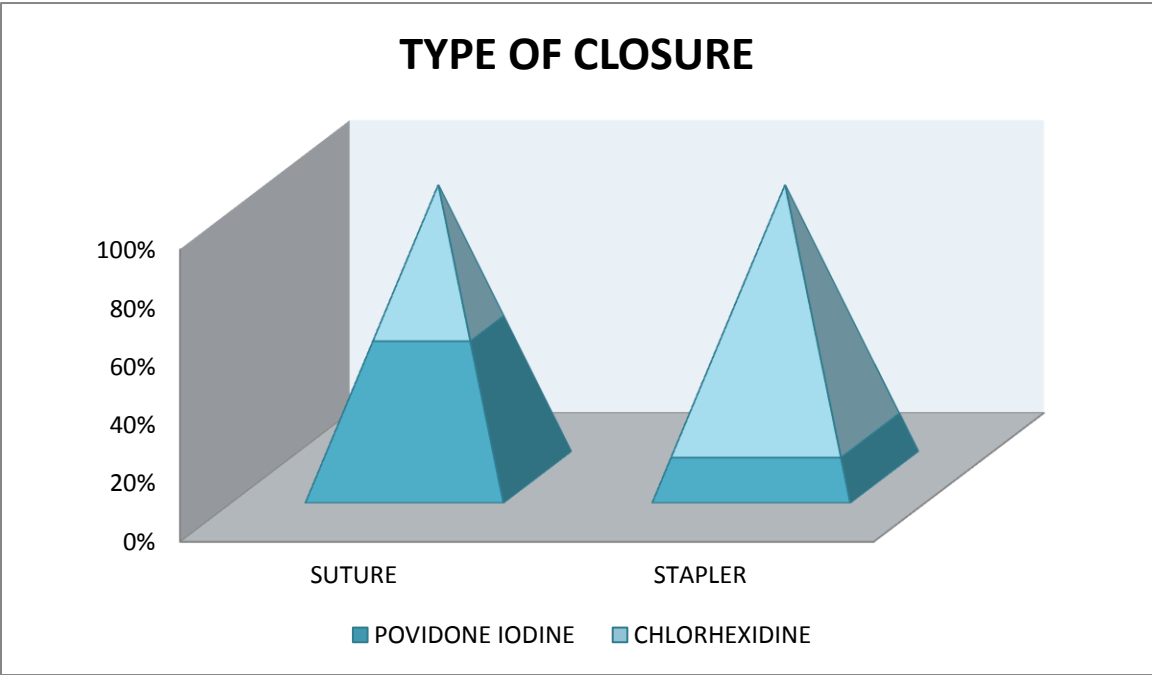 TYPE OF CLOSURE
100%
80%
60%
40%
20%
0%
SUTURE STAPLER
POVIDONE IODINE CHLORHEXIDINE